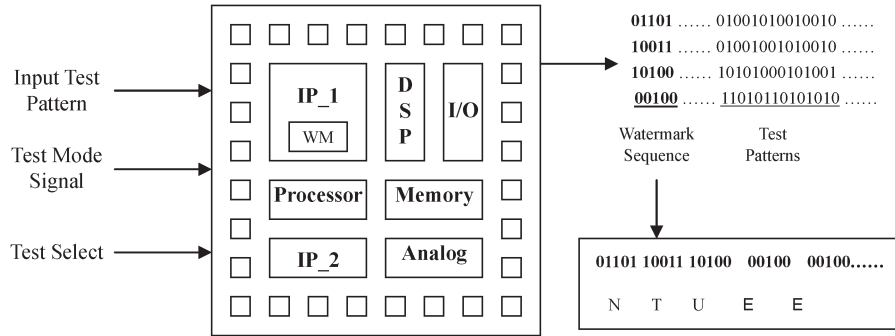 Input Test
Pattern
Test Mode
Signal
Test Select
IP_1
WM
D
S
P
I/O
Processor
Memory
IP_2
Analog
01101 ...... 01001010010010 ......
10011 ...... 01001001010010 ......
10100 ...... 10101000101001 ......
00100 ...... 11010110101010 ......
Watermark
Sequence
Test
Patterns
01101 10011 10100 00100 00100......
N T U E E